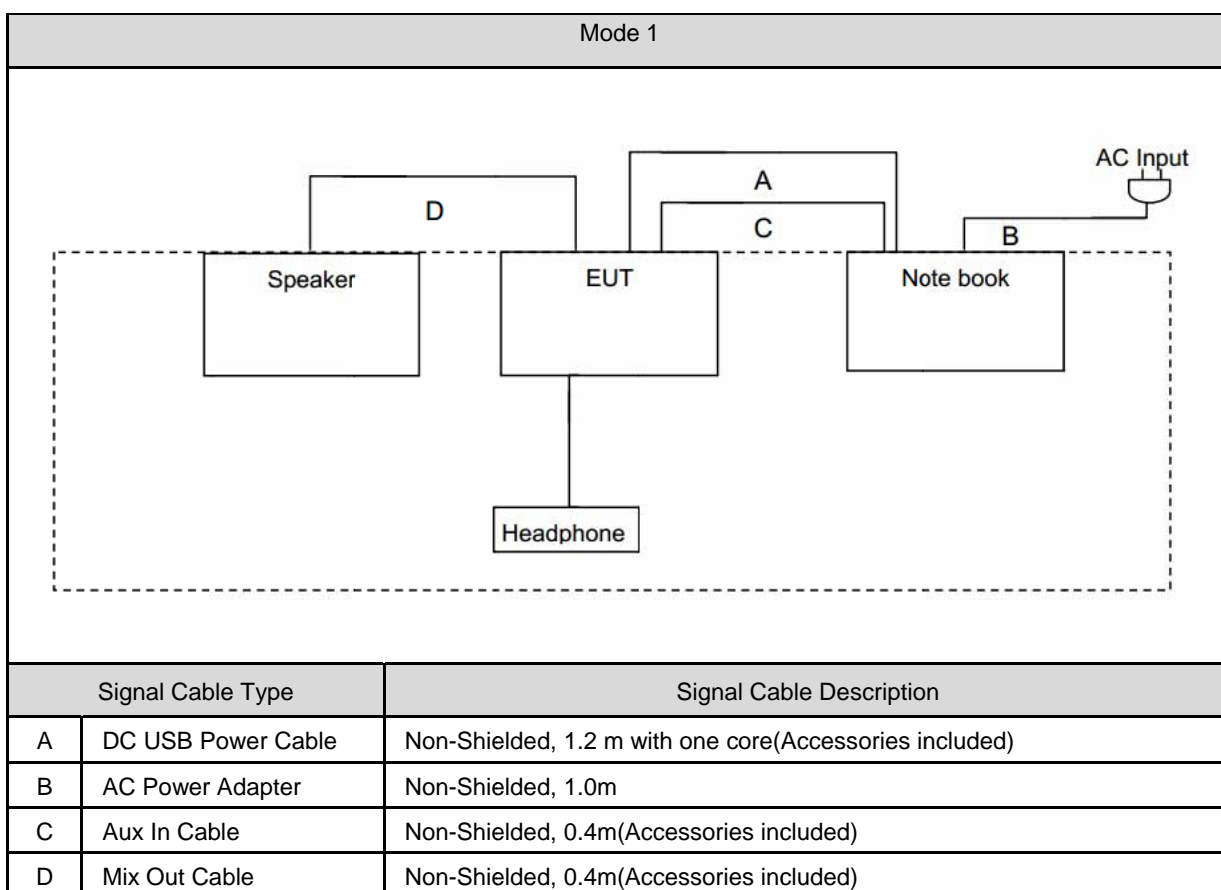 Mode 1
AC Input
A
D
C
B
Speaker
EUT
Note book
Headphone
Signal Cable Type Signal Cable Description
A DC USB Power Cable Non-Shielded, 1.2 m with one core(Accessories included)
B AC Power Adapter Non-Shielded, 1.0m
C Aux In Cable Non-Shielded, 0.4m(Accessories included)
D Mix Out Cable Non-Shielded, 0.4m(Accessories included)